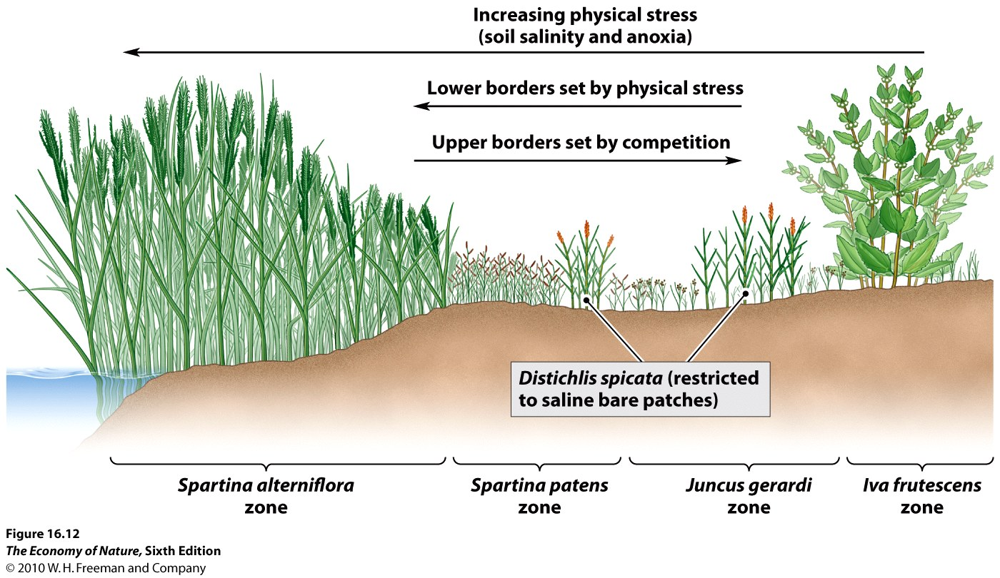 Increasing physical stress
(soil salinity and anoxia)
Lower borders set by physical stress
Upper borders set by competition
Distichlis spicata (restricted
to saline bare patches)
Spartina alterniflora
zone
Spartina patens
zone
Juncus gerardi
zone
Iva frutescens
zone
Figure 16.12
The Economy of Nature, Sixth Edition
© 2010 W. H. Freeman and Company